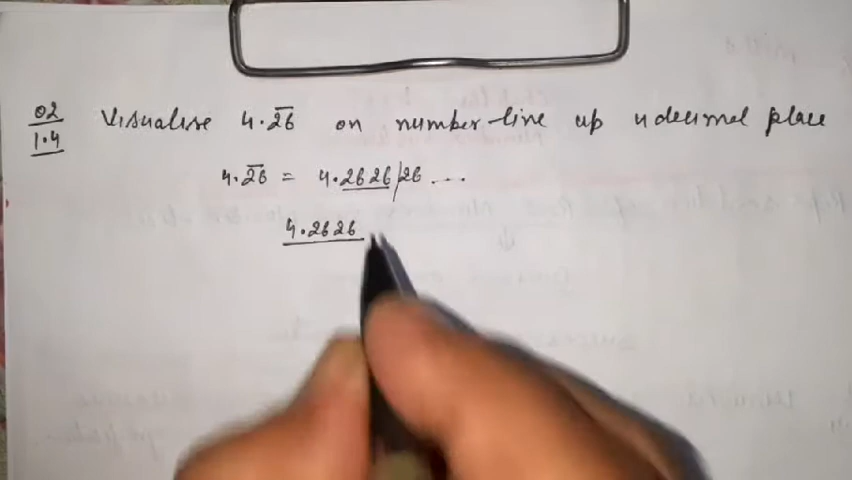 Q2 Visualise 4.2̅6̅ on number-line up 4 decimal place
1.4
4.2̅6̅ = 4.2626/26 ...
4.2626